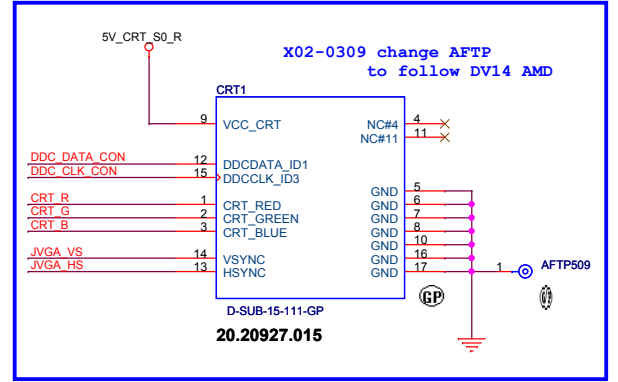 5V_CRT_S0_R
X02-0309 change AFTP
to follow DV14 AMD
CRT1
9 VCC_CRT
NC#4 4
NC#11 11
DDC_DATA_CON 12 DDCDATA_ID1
DDC_CLK_CON 15 DDCCLK_ID3
CRT_R 1 CRT_RED
CRT_G 2 CRT_GREEN
CRT_B 3 CRT_BLUE
JVGA_VS 14 VSYNC
JVGA_HS 13 HSYNC
GND 5
GND 6
GND 7
GND 8
GND 10
GND 16
GND 17
1 AFTP509
GP
D-SUB-15-111-GP
20.20927.015